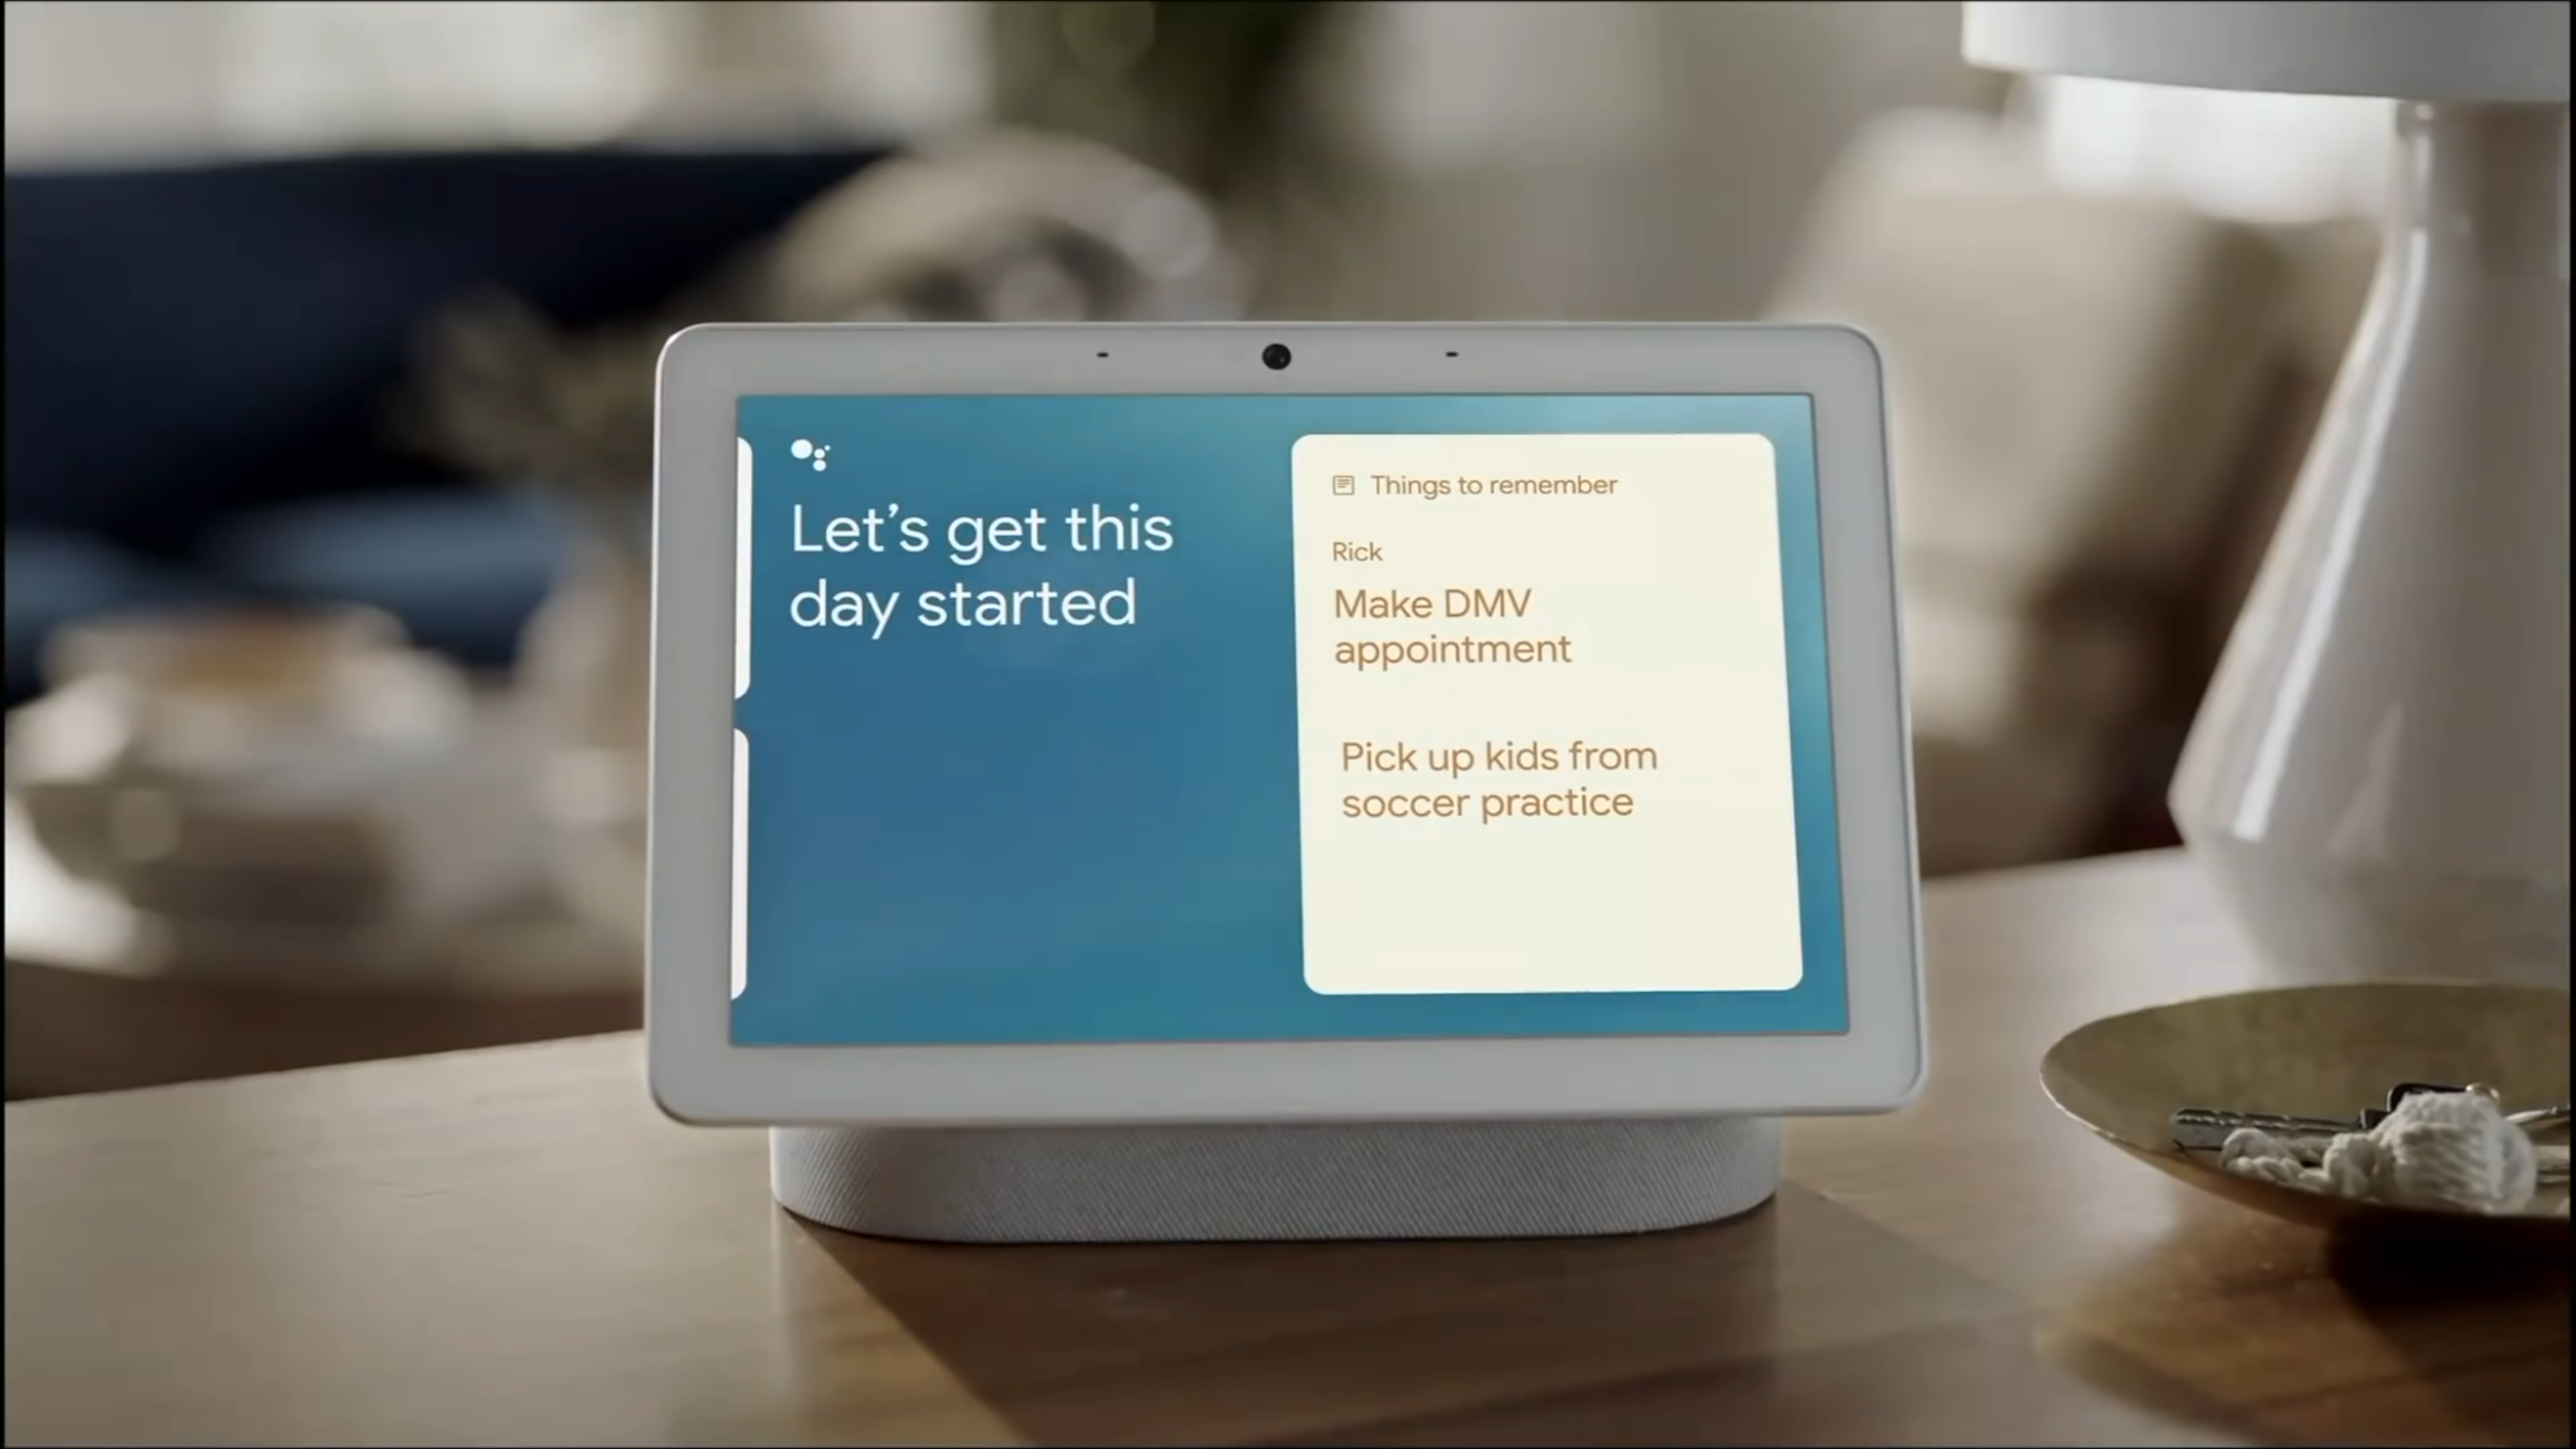 Let's get this
day started
Things to remember
Rick
Make DMV
appointment
Pick up kids from
soccer practice